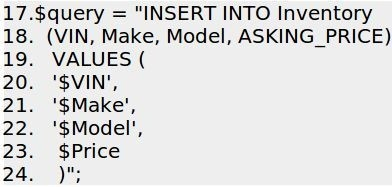 17.$query = "INSERT INTO Inventory
18. (VIN, Make, Model, ASKING_PRICE)
19. VALUES (
20. '$VIN',
21. '$Make',
22. '$Model',
23. $Price
24. )";